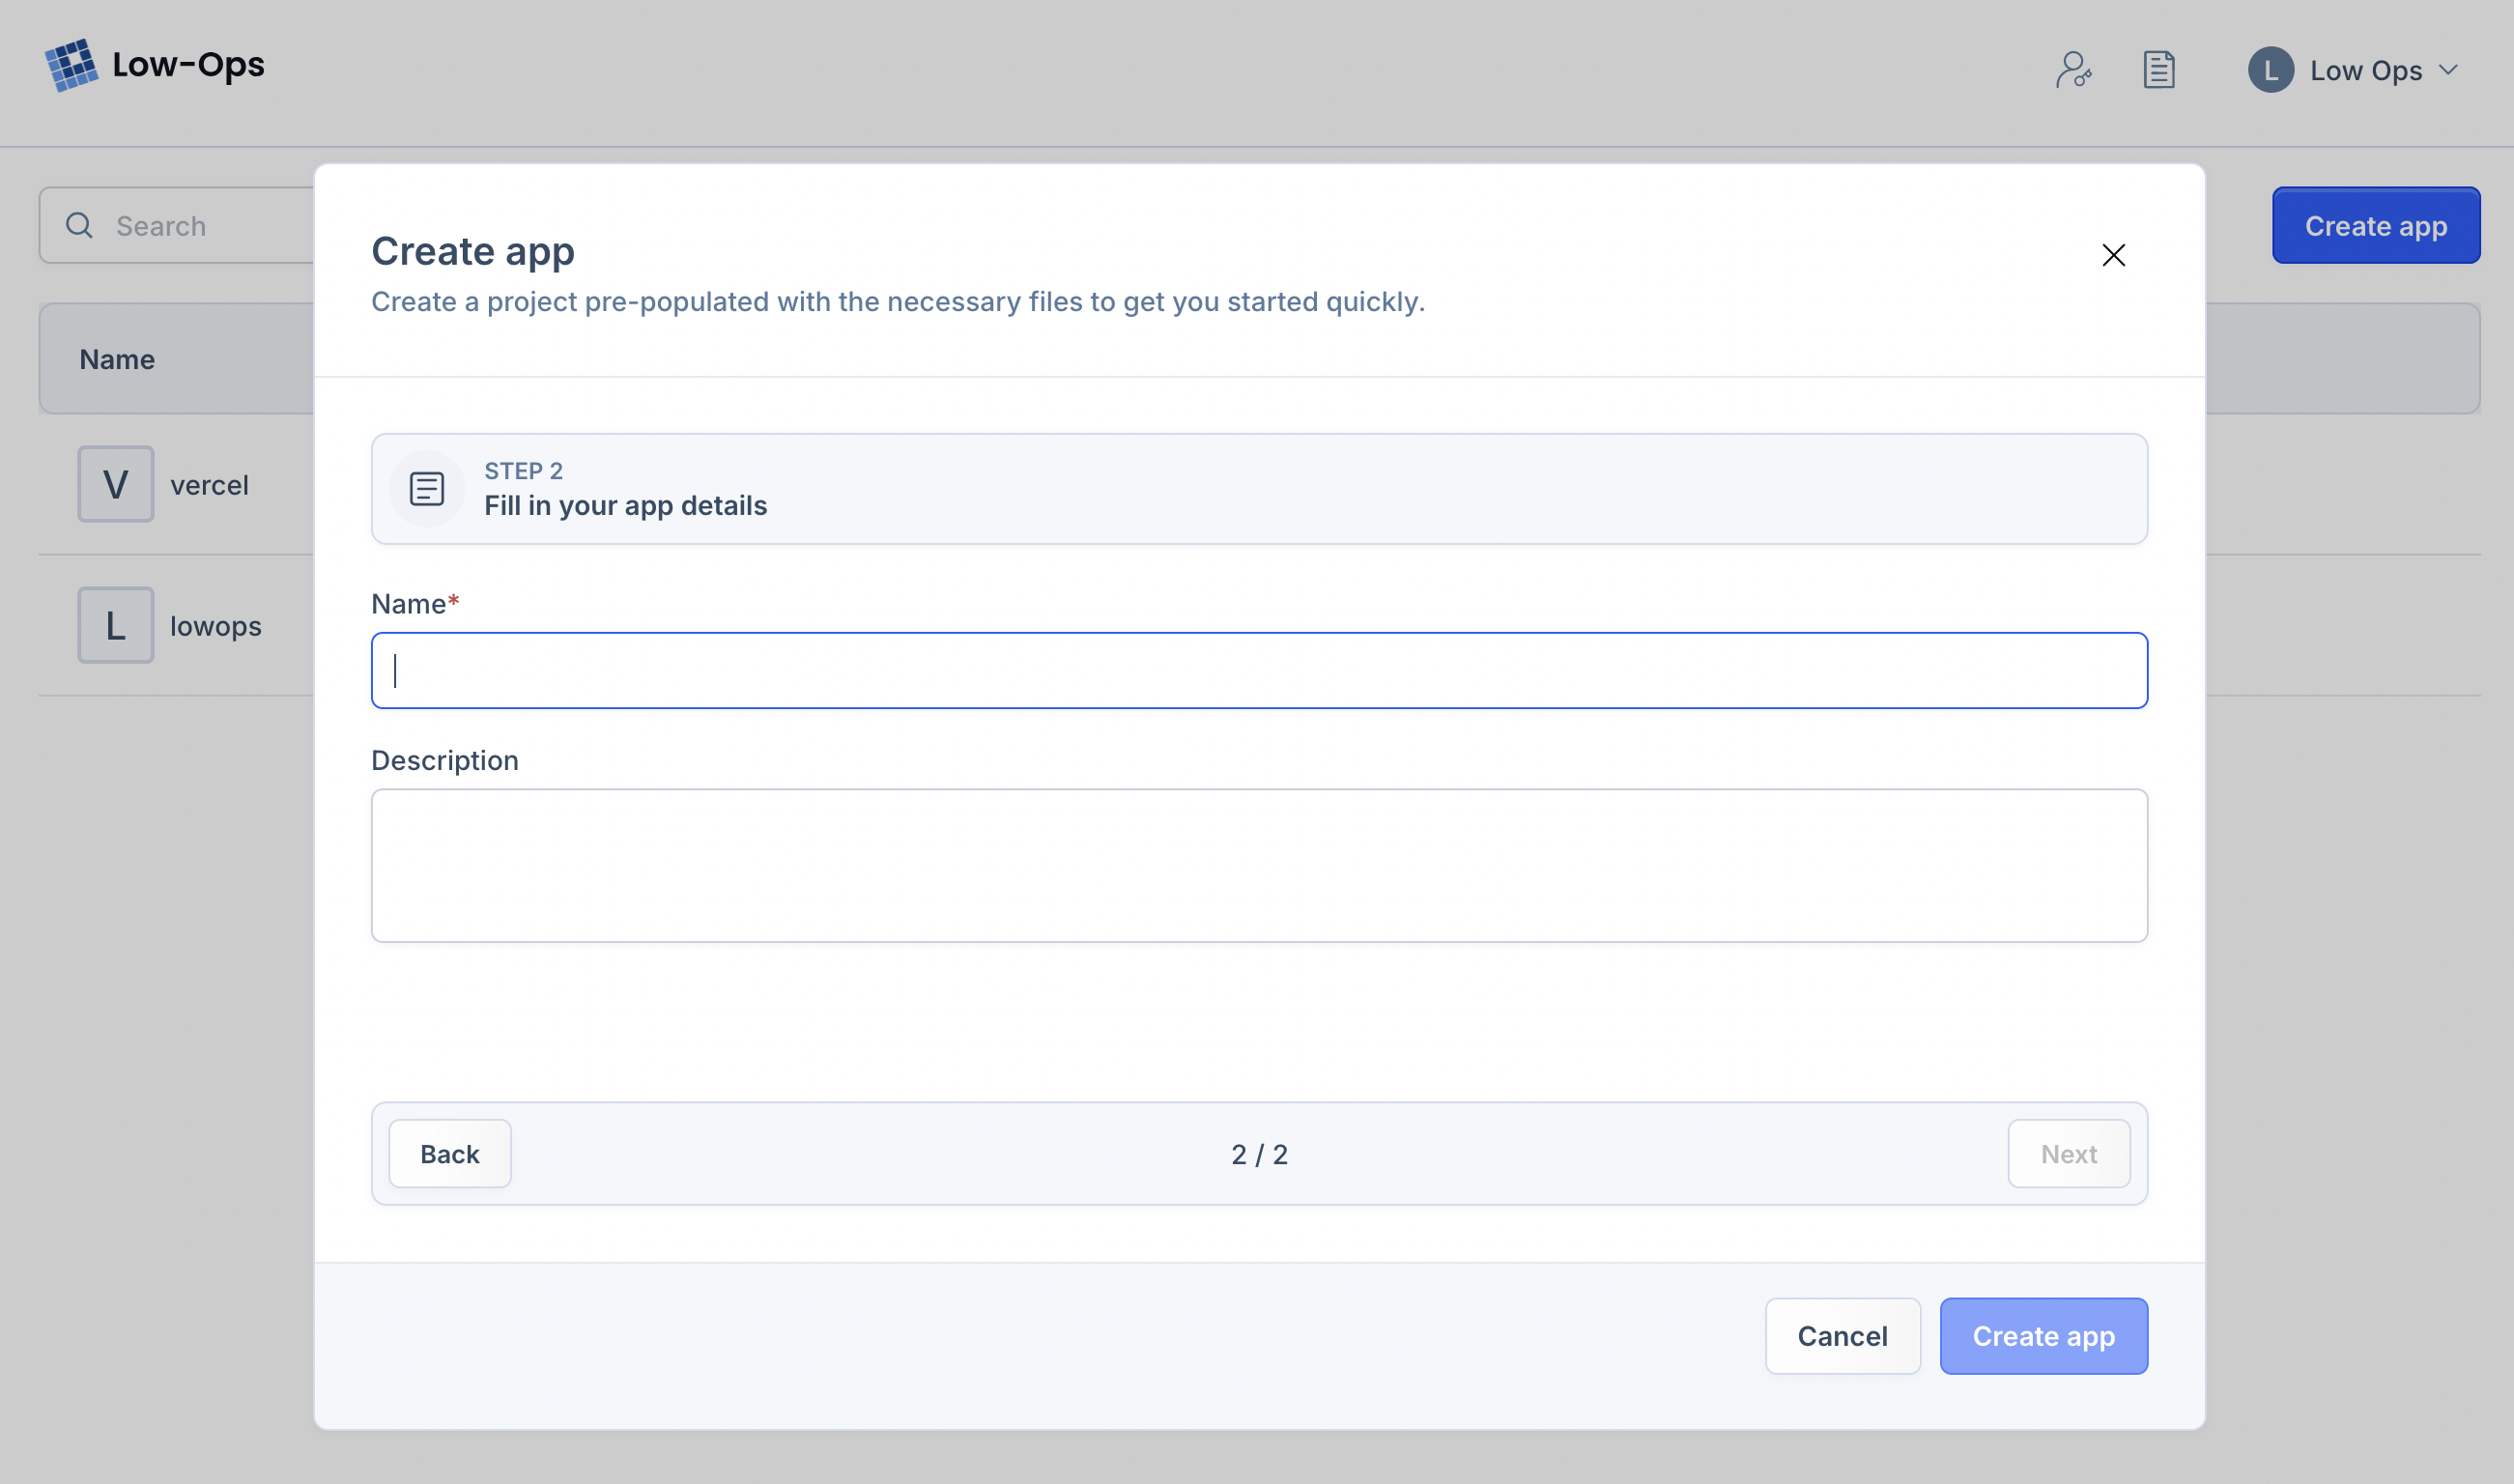 Low-Ops
L Low Ops
Search
Create app
Name
V vercel
L lowops
Create app
Create a project pre-populated with the necessary files to get you started quickly.
STEP 2
Fill in your app details
Name*
Description
Back 2 / 2 Next
Cancel Create app